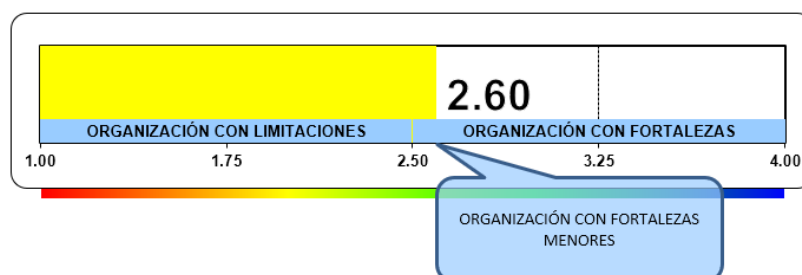 2.60
ORGANIZACIÓN CON LIMITACIONES
ORGANIZACIÓN CON FORTALEZAS
1.00
1.75
2.50
3.25
4.00
ORGANIZACIÓN CON FORTALEZAS
MENORES